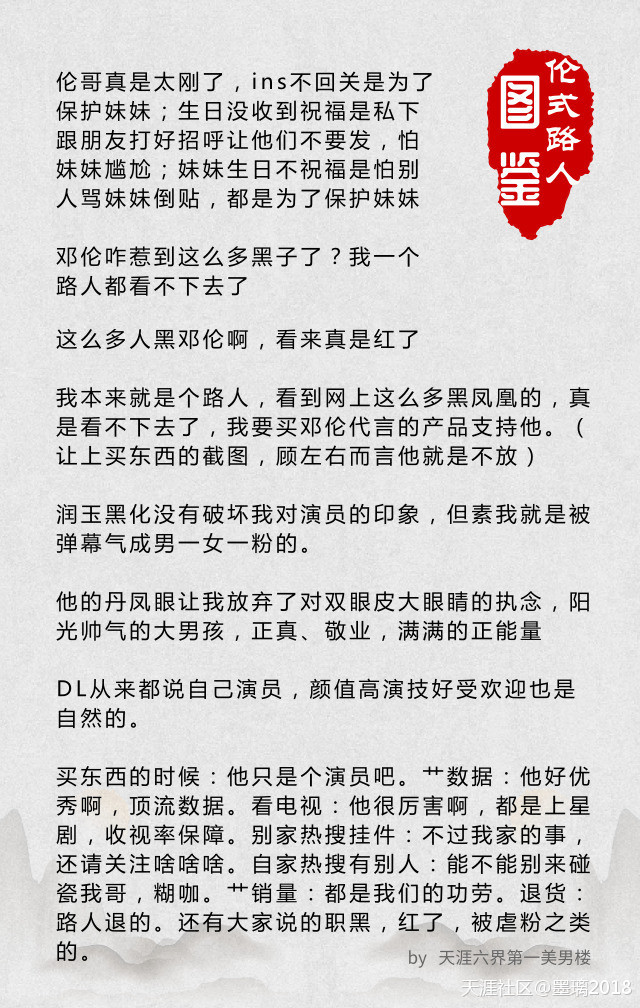 伦式路人
图鉴
伦哥真是太刚了，ins不回关是为了
保护妹妹；生日没收到祝福是私下
跟朋友打好招呼让他们不要发，怕
妹妹尴尬；妹妹生日不祝福是怕别
人骂妹妹倒贴，都是为了保护妹妹
邓伦咋惹到这么多黑子了？我一个
路人都看不下去了
这么多人黑邓伦啊，看来真是红了
我本来就是个路人，看到网上这么多黑凤凰的，真
是看不下去了，我要买邓伦代言的产品支持他。（
让上买东西的截图，顾左右而言他就是不放）
润玉黑化没有破坏我对演员的印象，但素我就是被
弹幕气成男一女一粉的。
他的丹凤眼让我放弃了对双眼皮大眼睛的执念，阳
光帅气的大男孩，正真、敬业，满满的正能量
DL从来都说自己演员，颜值高演技好受欢迎也是
自然的。
买东西的时候：他只是个演员吧。艹数据：他好优
秀啊，顶流数据。看电视：他很厉害啊，都是上星
剧，收视率保障。别家热搜挂件：不过我家的事，
还请关注啥啥啥。自家热搜有别人：能不能别来碰
瓷我哥，糊咖。艹销量：都是我们的功劳。退货：
路人退的。还有大家说的职黑，红了，被虐粉之类
的。
by 天涯六界第一美男楼
天涯社区@墨璃2018